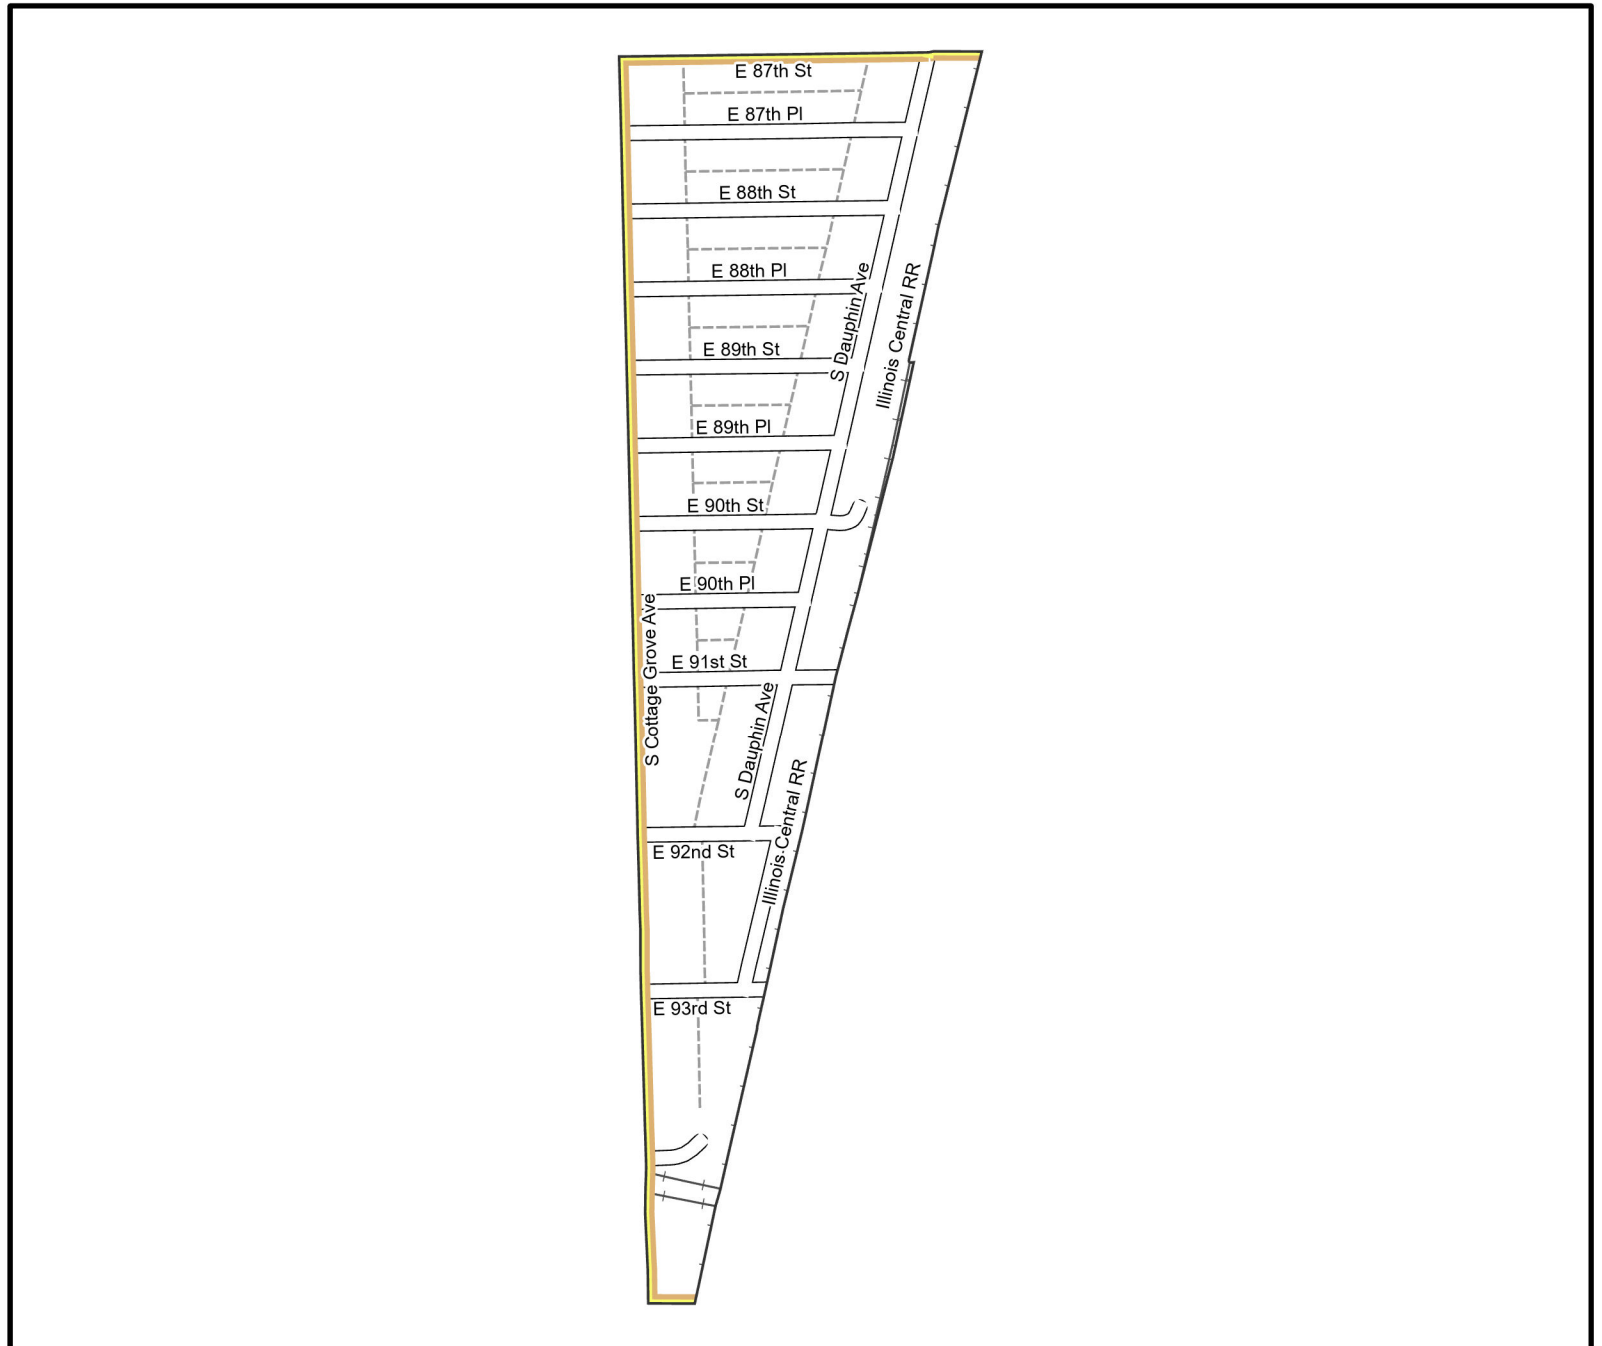 E 87th St
E 87th Pl
E 88th St
E 88th Pl
S Dauphin Ave
Illinois Central RR
E 89th St
E 89th Pl
E 90th St
E 90th Pl
S Cottage Grove Ave
E 91st St
S Dauphin Ave
Illinois Central RR
E 92nd St
E 93rd St